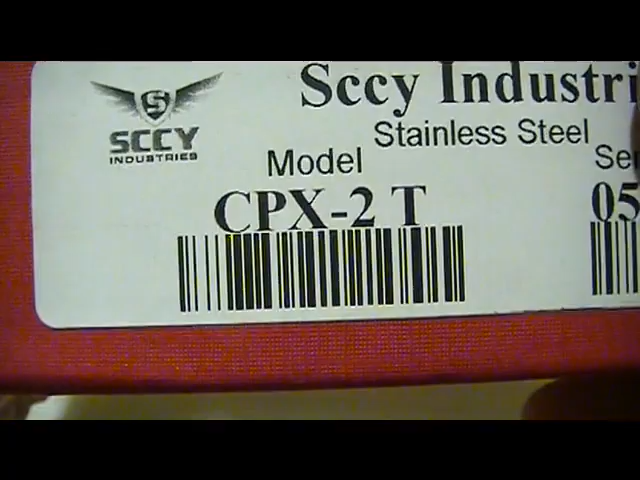 Sccy Industri
Stainless Steel
S
SCCY
INDUSTRIES
Model
CPX-2 T
Se
05